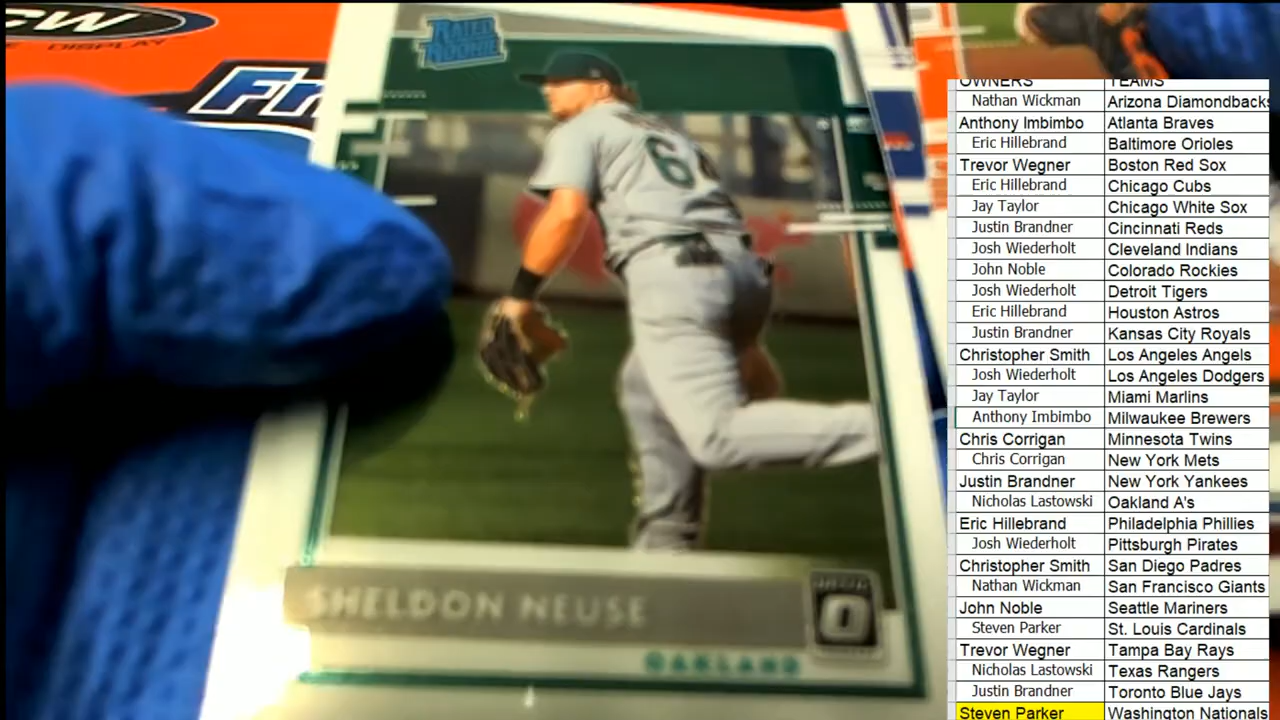 CW
DISPLAY
Fr
RATED
ROOKIE
6
SHELDON NEUSE
OAKLAND
OWNERS TEAMS
Nathan Wickman Arizona Diamondbacks
Anthony Imbimbo Atlanta Braves
Eric Hillebrand Baltimore Orioles
Trevor Wegner Boston Red Sox
Eric Hillebrand Chicago Cubs
Jay Taylor Chicago White Sox
Justin Brandner Cincinnati Reds
Josh Wiederholt Cleveland Indians
John Noble Colorado Rockies
Josh Wiederholt Detroit Tigers
Eric Hillebrand Houston Astros
Justin Brandner Kansas City Royals
Christopher Smith Los Angeles Angels
Josh Wiederholt Los Angeles Dodgers
Jay Taylor Miami Marlins
Anthony Imbimbo Milwaukee Brewers
Chris Corrigan Minnesota Twins
Chris Corrigan New York Mets
Justin Brandner New York Yankees
Nicholas Lastowski Oakland A's
Eric Hillebrand Philadelphia Phillies
Josh Wiederholt Pittsburgh Pirates
Christopher Smith San Diego Padres
Nathan Wickman San Francisco Giants
John Noble Seattle Mariners
Steven Parker St. Louis Cardinals
Trevor Wegner Tampa Bay Rays
Nicholas Lastowski Texas Rangers
Justin Brandner Toronto Blue Jays
Steven Parker Washington Nationals